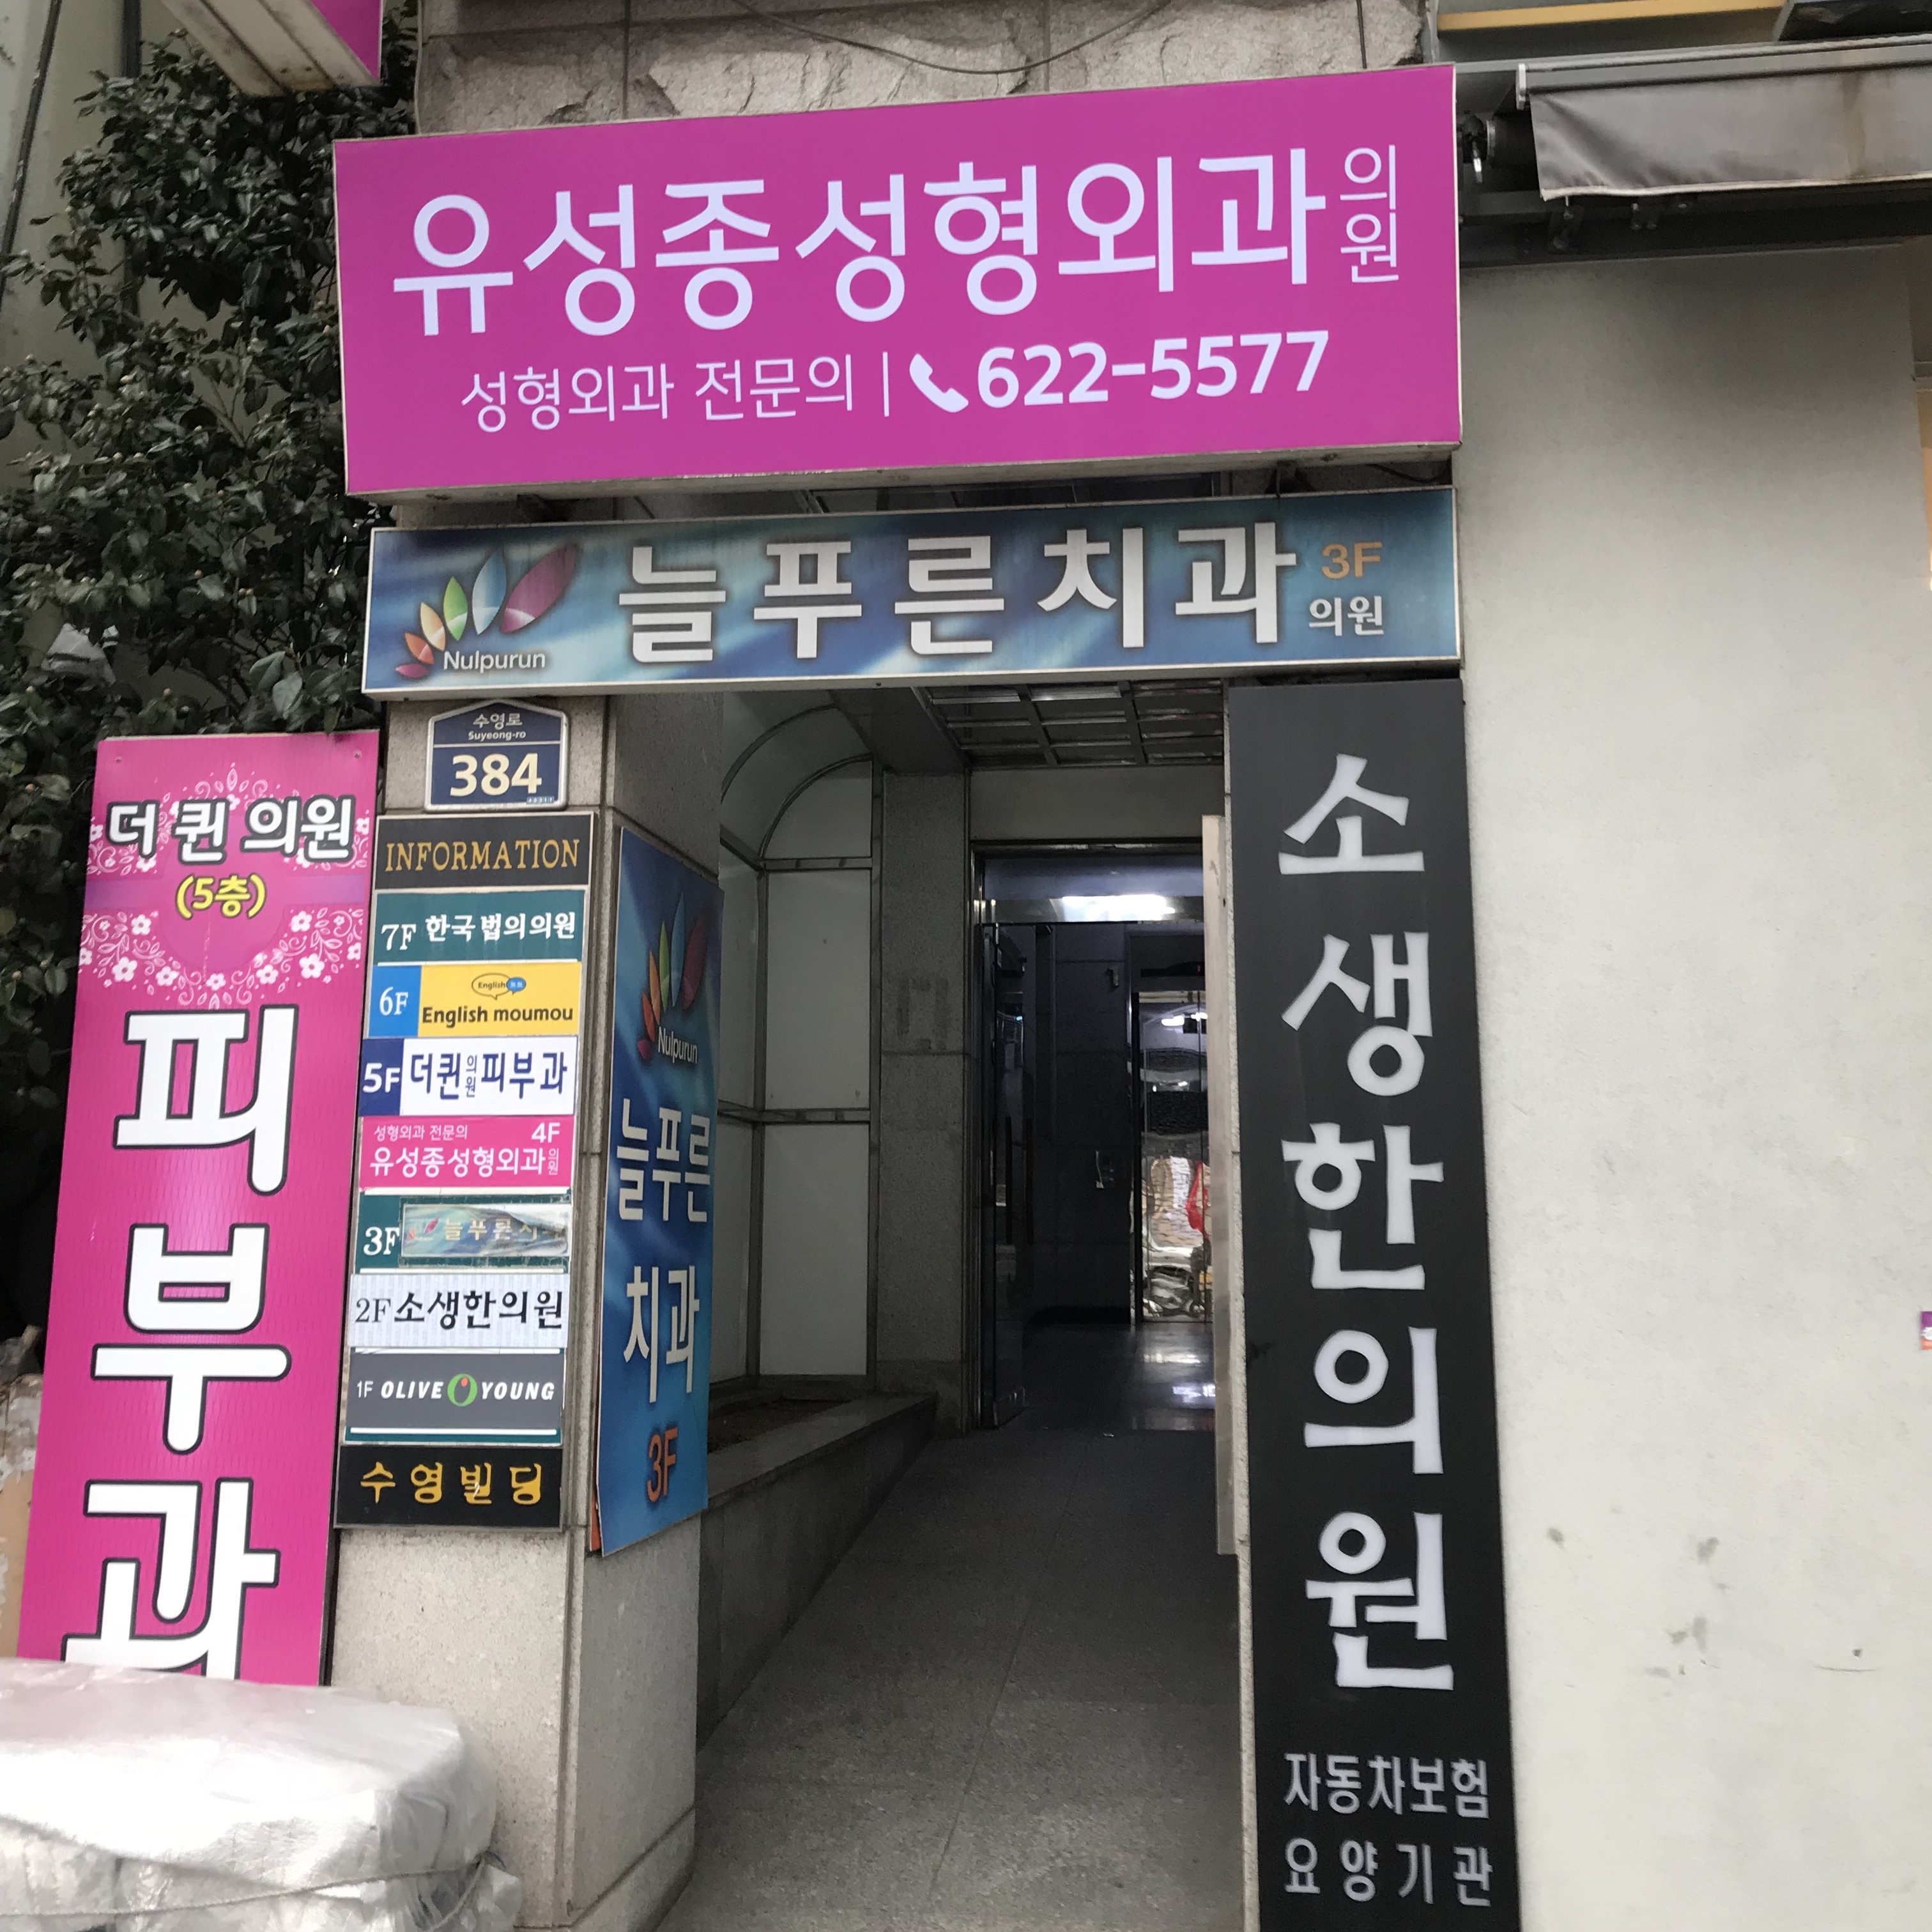 유성종성형외과 의원
성형외과 전문의 | 622-5577
늘푸른치과 3F 의원
Nulpurun
수영로
Suyeong-ro
384
더 퀸 의원
(5층)
피부과
INFORMATION
7F 한국법의의원
6F English
English moumou
5F 더퀸의원피부과
성형외과 전문의 4F
유성종성형외과의원
3F 늘푸른치
2F 소생한의원
1F OLIVE YOUNG
수영빌딩
Nulpurun
늘푸른
치과
3F
소생한의원
자동차보험
요양기관